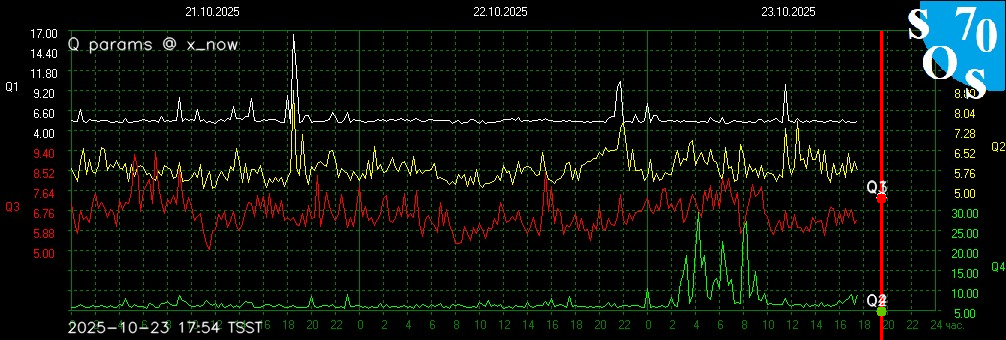 21.10.2025 22.10.2025 23.10.2025
S 70
O
S
Q params @ x_now
17.00
14.40
11.80
9.20
6.60
4.00
Q1
9.40
8.52
7.64
6.76
5.88
5.00
Q3
8.04
7.28
6.52
5.76
5.00
Q2
30.00
25.00
20.00
15.00
10.00
5.00
Q4
2025-10-23 17:54 TSST
18 20 22 0 2 4 6 8 10 12 14 16 18 20 22 0 2 4 6 8 10 12 14 16 18 20 22 24 час.